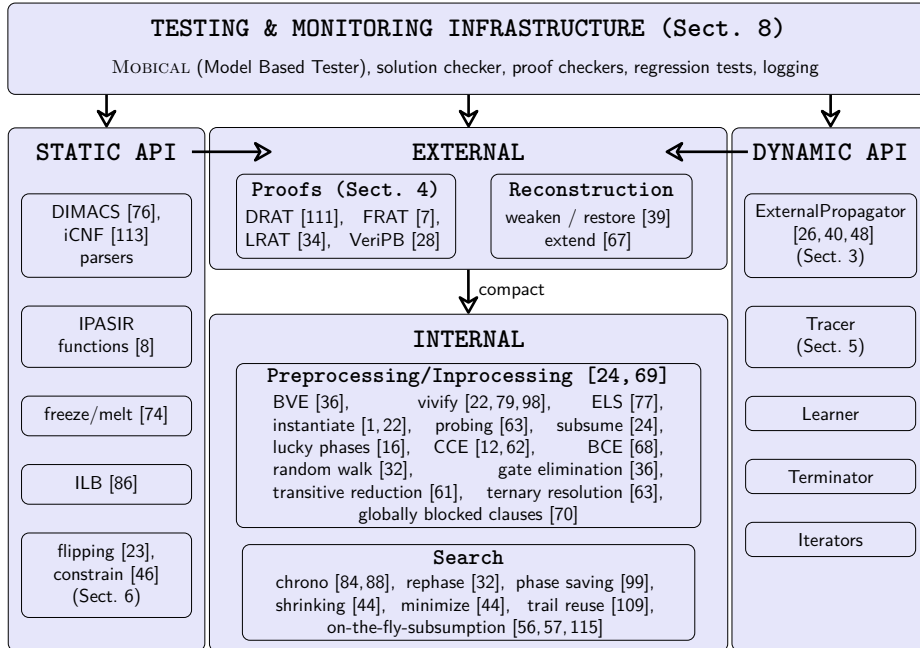 TESTING & MONITORING INFRASTRUCTURE (Sect. 8)
MOBICAL (Model Based Tester), solution checker, proof checkers, regression tests, logging
STATIC API
DIMACS [76],
iCNF [113]
parsers
IPASIR
functions [8]
freeze/melt [74]
ILB [86]
flipping [23],
constrain [46]
(Sect. 6)
EXTERNAL
Proofs (Sect. 4)
DRAT [111], FRAT [7],
LRAT [34], VeriPB [28]
Reconstruction
weaken / restore [39]
extend [67]
compact
INTERNAL
Preprocessing/Inprocessing [24, 69]
BVE [36], vivify [22, 79, 98], ELS [77],
instantiate [1, 22], probing [63], subsume [24],
lucky phases [16], CCE [12, 62], BCE [68],
random walk [32], gate elimination [36],
transitive reduction [61], ternary resolution [63],
globally blocked clauses [70]
Search
chrono [84, 88], rephase [32], phase saving [99],
shrinking [44], minimize [44], trail reuse [109],
on-the-fly-subsumption [56, 57, 115]
DYNAMIC API
ExternalPropagator
[26, 40, 48]
(Sect. 3)
Tracer
(Sect. 5)
Learner
Terminator
Iterators